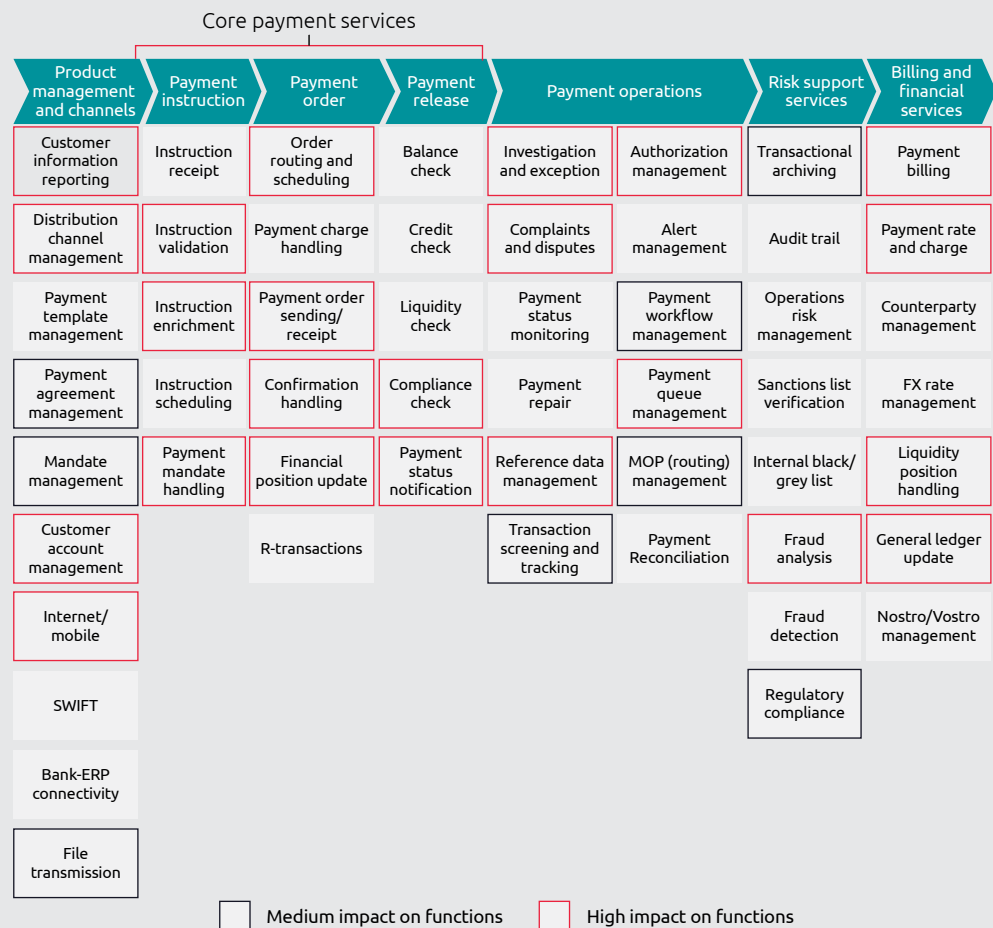 Core payment services
Product
management
and channels
Payment
instruction
Payment
order
Payment
release
Payment operations
Risk support
services
Billing and
financial
services
Customer
information
reporting
Instruction
receipt
Order
routing and
scheduling
Balance
check
Investigation
and exception
Authorization
management
Transactional
archiving
Payment
billing
Distribution
channel
management
Instruction
validation
Payment charge
handling
Credit
check
Complaints
and disputes
Alert
management
Audit trail
Payment rate
and charge
Payment
template
management
Instruction
enrichment
Payment order
sending/
receipt
Liquidity
check
Payment
status
monitoring
Payment
workflow
management
Operations
risk
management
Counterparty
management
Payment
agreement
management
Instruction
scheduling
Confirmation
handling
Compliance
check
Payment
repair
Payment
queue
management
Sanctions list
verification
FX rate
management
Mandate
management
Payment
mandate
handling
Financial
position update
Payment
status
notification
Reference data
management
MOP (routing)
management
Internal black/
grey list
Liquidity
position
handling
Customer
account
management
R-transactions
Transaction
screening and
tracking
Payment
Reconciliation
Fraud
analysis
General ledger
update
Internet/
mobile
Fraud
detection
Nostro/Vostro
management
SWIFT
Regulatory
compliance
Bank-ERP
connectivity
File
transmission
Medium impact on functions
High impact on functions